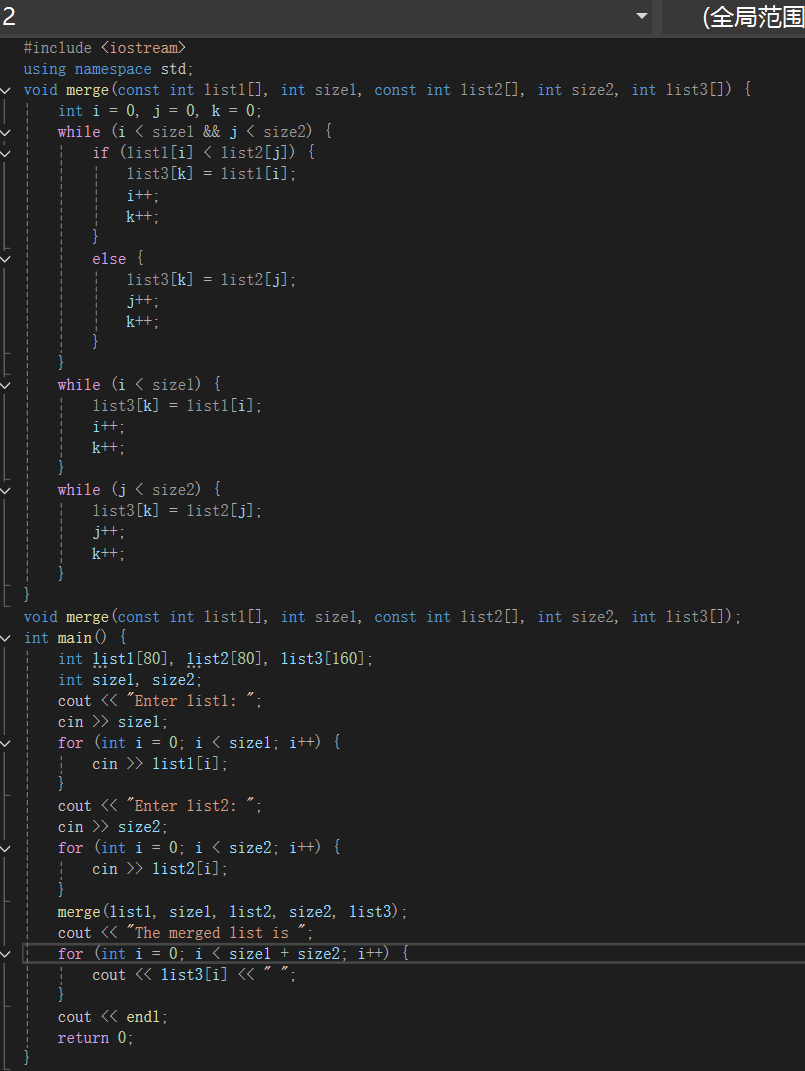 2
(全局范围
#include <iostream>
using namespace std;
void merge(const int list1[], int size1, const int list2[], int size2, int list3[]) {
    int i = 0, j = 0, k = 0;
    while (i < size1 && j < size2) {
        if (list1[i] < list2[j]) {
            list3[k] = list1[i];
            i++;
            k++;
        }
        else {
            list3[k] = list2[j];
            j++;
            k++;
        }
    }
    while (i < size1) {
        list3[k] = list1[i];
        i++;
        k++;
    }
    while (j < size2) {
        list3[k] = list2[j];
        j++;
        k++;
    }
}
void merge(const int list1[], int size1, const int list2[], int size2, int list3[]);
int main() {
    int list1[80], list2[80], list3[160];
    int size1, size2;
    cout << "Enter list1: ";
    cin >> size1;
    for (int i = 0; i < size1; i++) {
        cin >> list1[i];
    }
    cout << "Enter list2: ";
    cin >> size2;
    for (int i = 0; i < size2; i++) {
        cin >> list2[i];
    }
    merge(list1, size1, list2, size2, list3);
    cout << "The merged list is ";
    for (int i = 0; i < size1 + size2; i++) {
        cout << list3[i] << " ";
    }
    cout << endl;
    return 0;
}